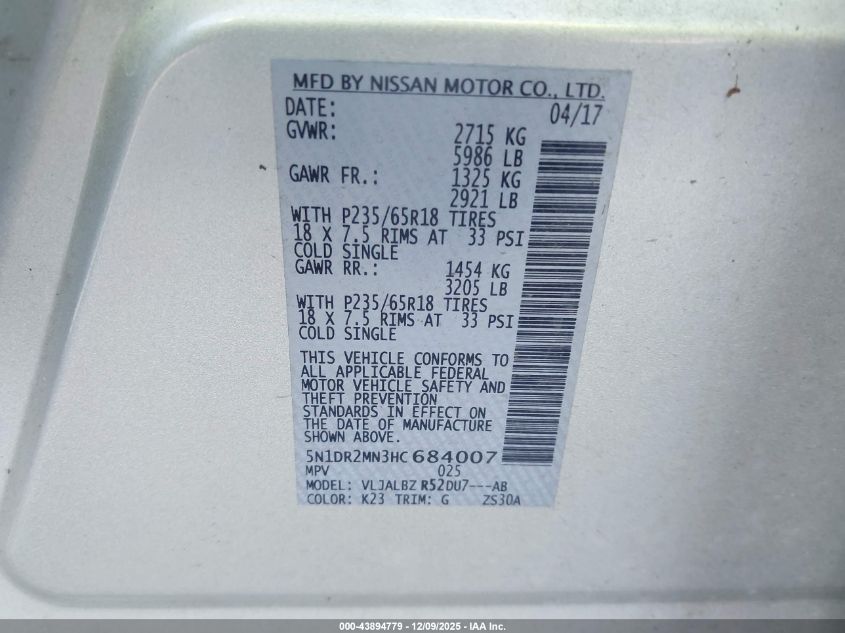 MFD BY NISSAN MOTOR CO., LTD.
DATE: 04/17
GVWR: 2715 KG
5986 LB
GAWR FR.: 1325 KG
2921 LB
WITH P235/65R18 TIRES
18 X 7.5 RIMS AT 33 PSI
COLD SINGLE
GAWR RR.: 1454 KG
3205 LB
WITH P235/65R18 TIRES
18 X 7.5 RIMS AT 33 PSI
COLD SINGLE
THIS VEHICLE CONFORMS TO
ALL APPLICABLE FEDERAL
MOTOR VEHICLE SAFETY AND
THEFT PREVENTION
STANDARDS IN EFFECT ON
THE DATE OF MANUFACTURE
SHOWN ABOVE.
5N1DR2MN3HC684007
MPV 025
MODEL: VLJALBZ R52DU7---AB
COLOR: K23 TRIM: G ZS30A
000-43894779 - 12/09/2025 - IAA Inc.